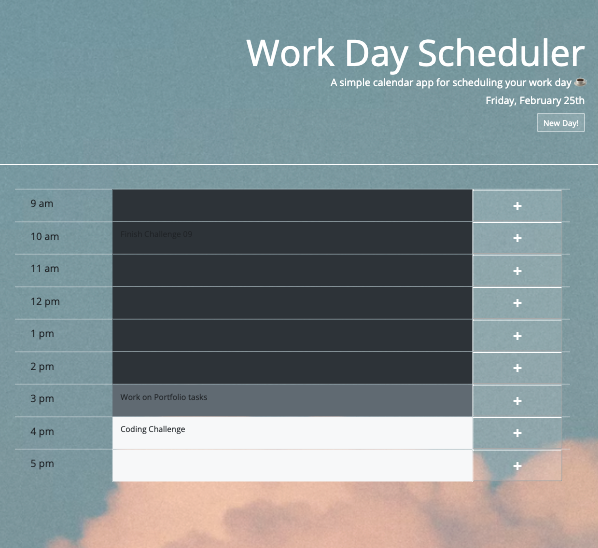 Work Day Scheduler
A simple calendar app for scheduling your work day ☕
Friday, February 25th
New Day!
9 am
+
10 am Finish Challenge 09 +
11 am +
12 pm +
1 pm +
2 pm +
3 pm Work on Portfolio tasks +
4 pm Coding Challenge +
5 pm +